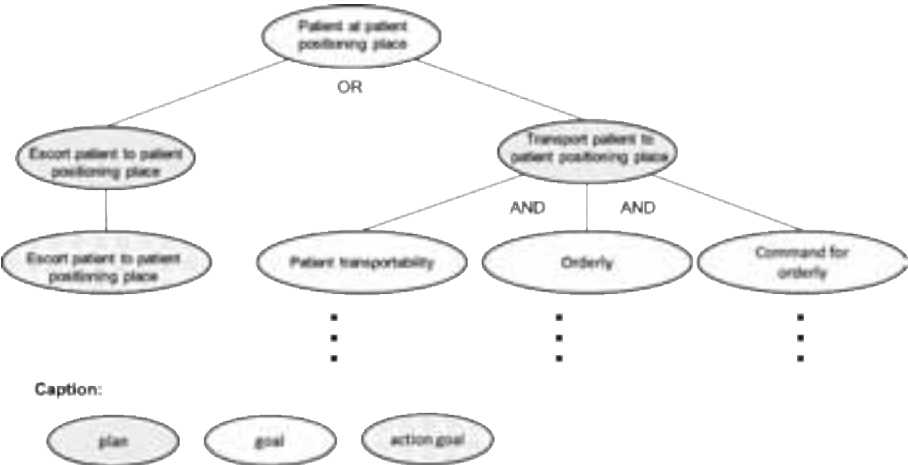 Patient at patient
positioning place
OR
Escort patient to patient
positioning place
Transport patient to
patient positioning place
AND
AND
Escort patient to patient
positioning place
Patient transportability
Orderly
Command for
orderly
Caption:
plan
goal
action goal